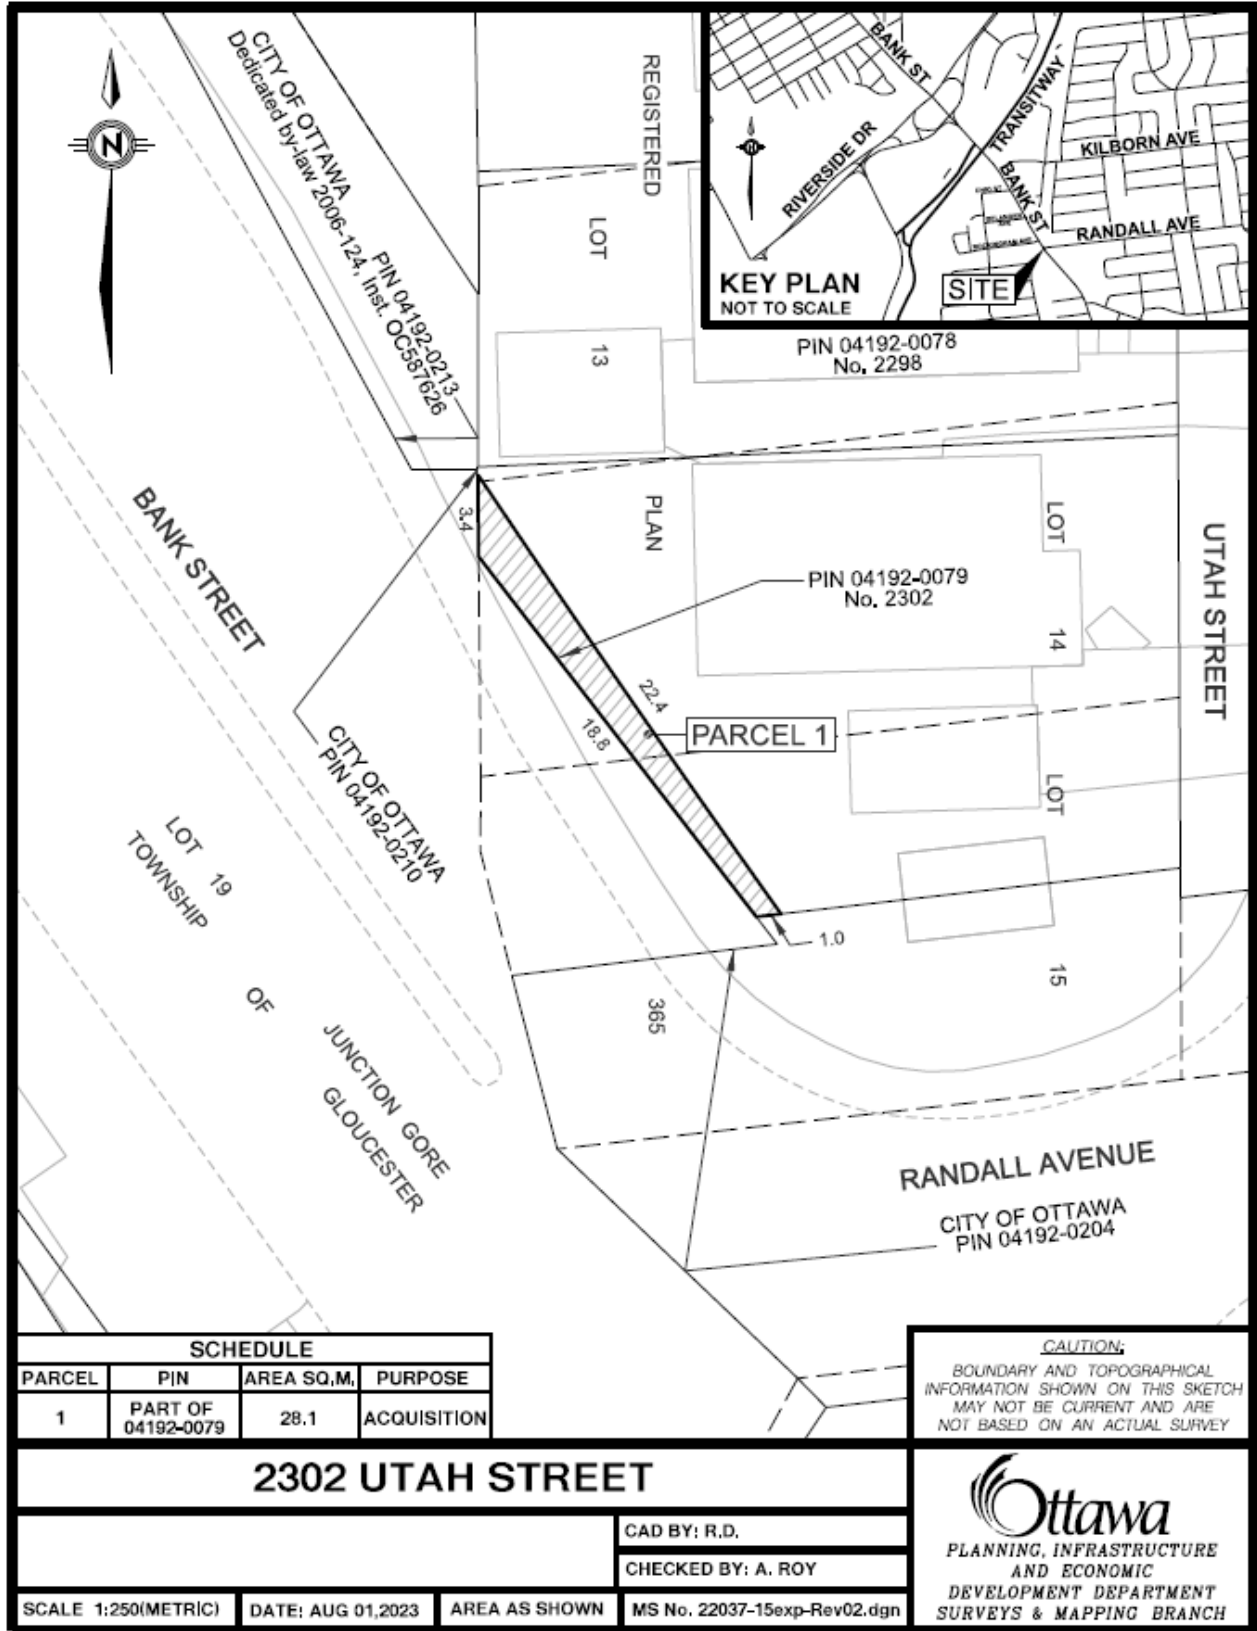 N
CITY OF OTTAWA
Dedicated by-law 2006-124, Inst. OC587626
PIN 04192-0213
REGISTERED
LOT
13
BANK ST
RIVERSIDE DR
TRANSITWAY
KILBORN AVE
BANK ST
RANDALL AVE
KEY PLAN
NOT TO SCALE
SITE
PIN 04192-0078
No. 2298
BANK STREET
3.4
PLAN
LOT
14
PIN 04192-0079
No. 2302
UTAH STREET
22.4
18.8
PARCEL 1
CITY OF OTTAWA
PIN 04192-0210
LOT
LOT 19
TOWNSHIP
OF
JUNCTION GORE
GLOUCESTER
1.0
15
365
RANDALL AVENUE
CITY OF OTTAWA
PIN 04192-0204
SCHEDULE
PARCEL PIN AREA SQ.M. PURPOSE
1 PART OF 04192-0079 28.1 ACQUISITION
CAUTION:
BOUNDARY AND TOPOGRAPHICAL
INFORMATION SHOWN ON THIS SKETCH
MAY NOT BE CURRENT AND ARE
NOT BASED ON AN ACTUAL SURVEY
2302 UTAH STREET
CAD BY: R.D.
CHECKED BY: A. ROY
SCALE 1:250(METRIC) DATE: AUG 01,2023 AREA AS SHOWN MS No. 22037-15exp-Rev02.dgn
Ottawa
PLANNING, INFRASTRUCTURE
AND ECONOMIC
DEVELOPMENT DEPARTMENT
SURVEYS & MAPPING BRANCH